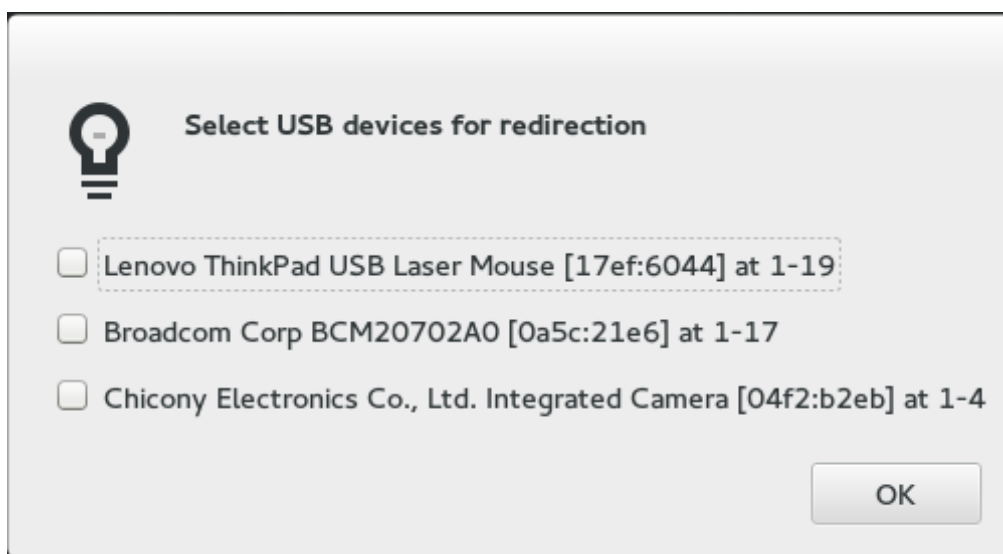 Select USB devices for redirection
Lenovo ThinkPad USB Laser Mouse [17ef:6044] at 1-19
Broadcom Corp BCM20702A0 [0a5c:21e6] at 1-17
Chicony Electronics Co., Ltd. Integrated Camera [04f2:b2eb] at 1-4
OK